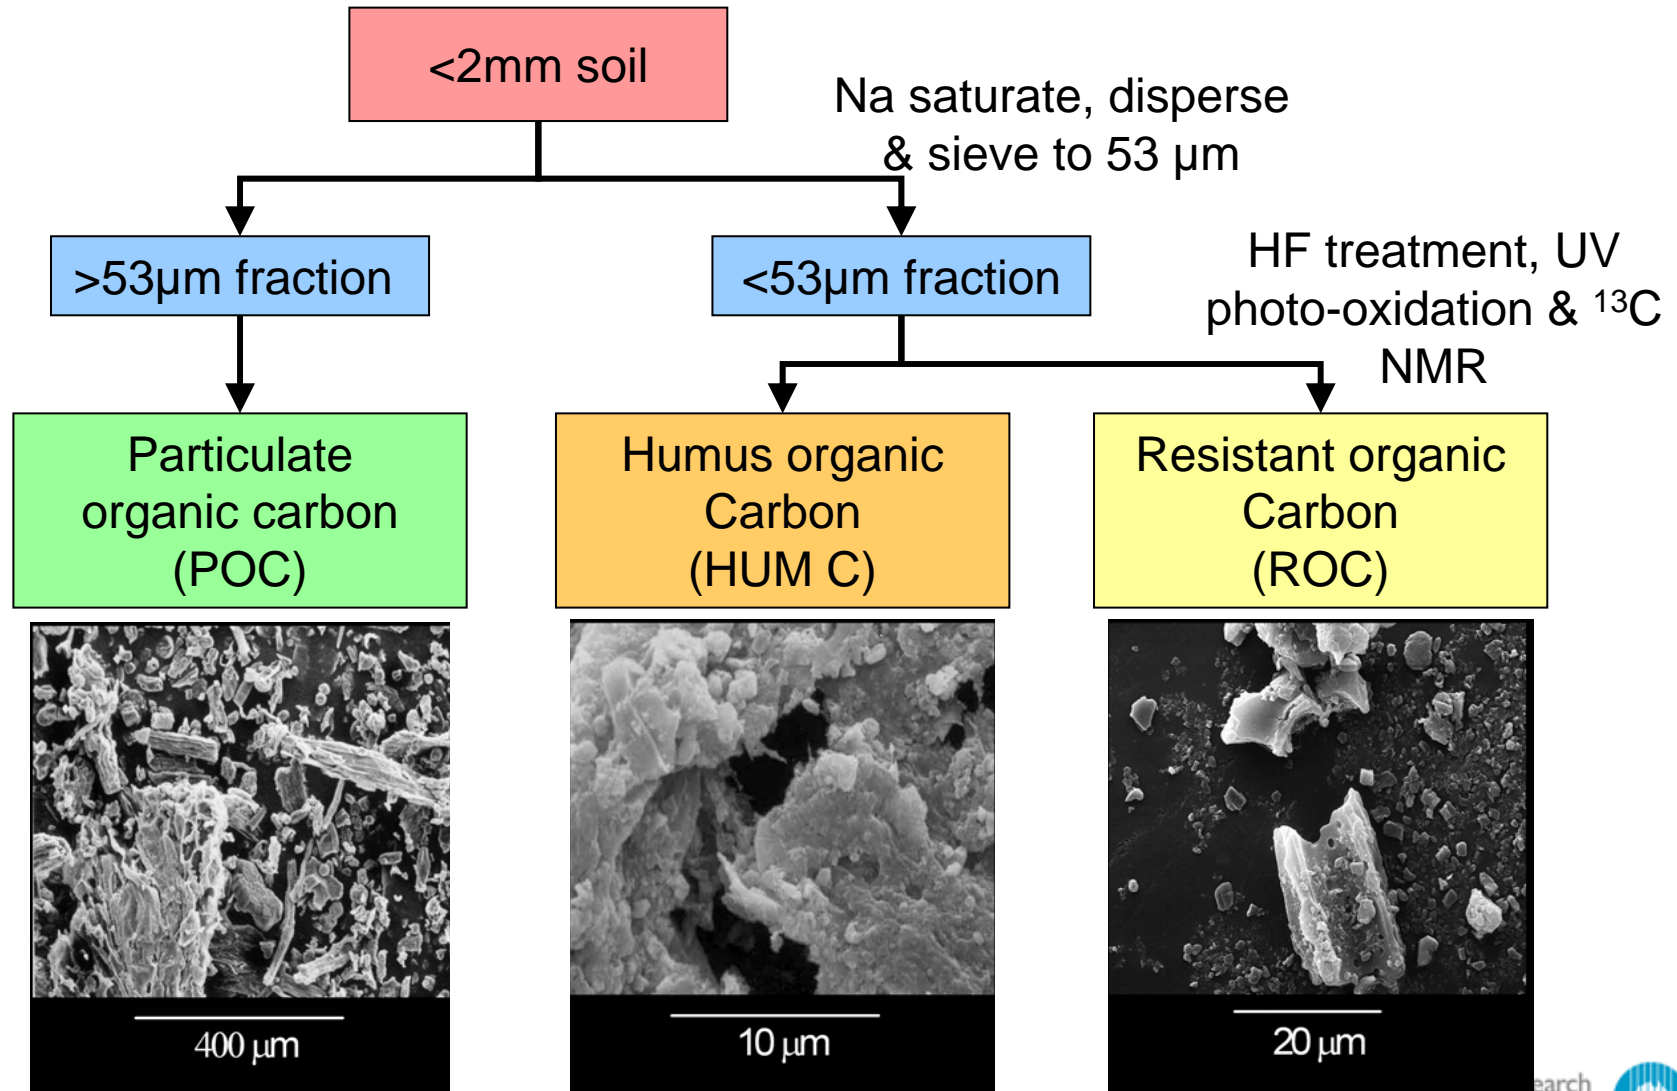 <2mm soil
Na saturate, disperse
& sieve to 53 µm
>53µm fraction
<53µm fraction
HF treatment, UV
photo-oxidation & ¹³C
NMR
Particulate
organic carbon
(POC)
Humus organic
Carbon
(HUM C)
Resistant organic
Carbon
(ROC)
400 µm
10 µm
20 µm